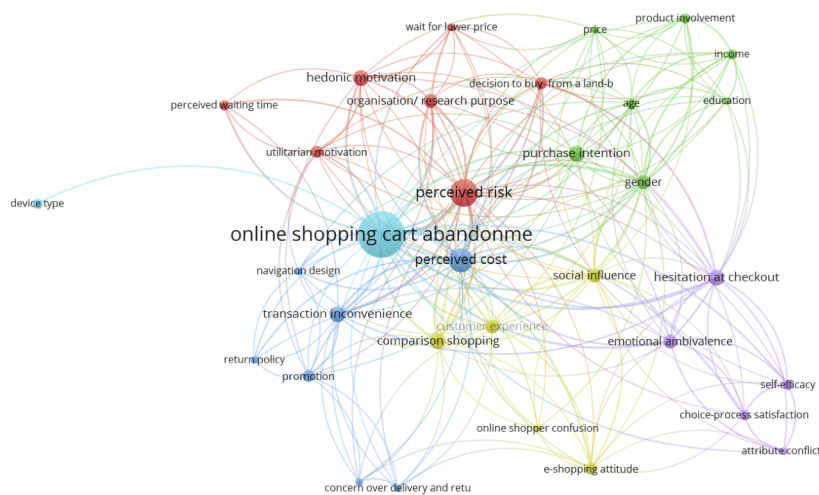 product involvement
wait for lower price
price
income
hedonic motivation
decision to buy from a land-b
perceived waiting time
organisation/ research purpose
age
education
utilitarian motivation
purchase intention
gender
perceived risk
device type
online shopping cart abandonme
perceived cost
navigation design
social influence
hesitation at checkout
transaction inconvenience
customer experience
comparison shopping
emotional ambivalence
return policy
promotion
self-efficacy
choice-process satisfaction
online shopper confusion
attribute conflict
e-shopping attitude
concern over delivery and retu